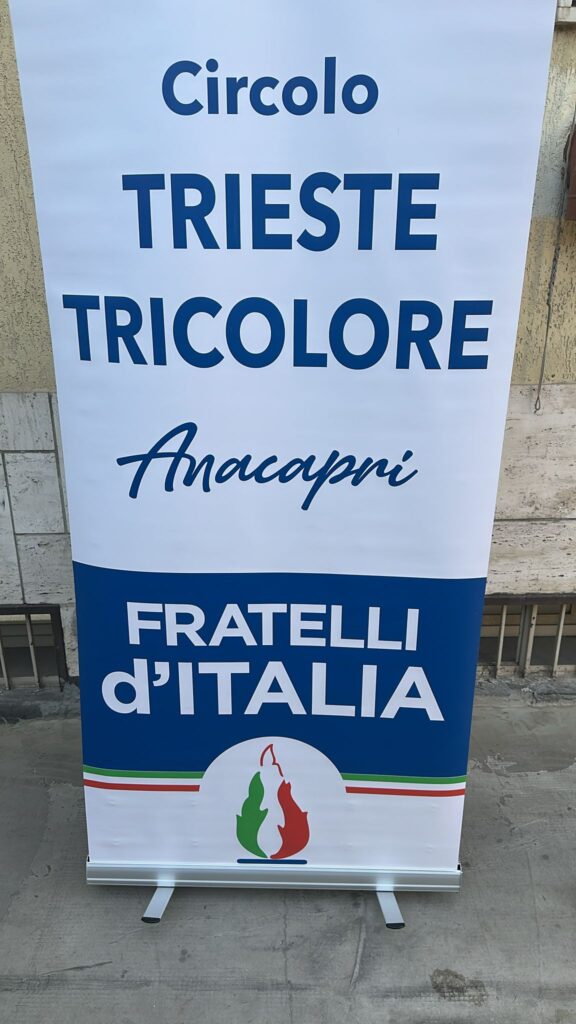 Circolo
TRIESTE
TRICOLORE
Anacapri
FRATELLI
d'ITALIA